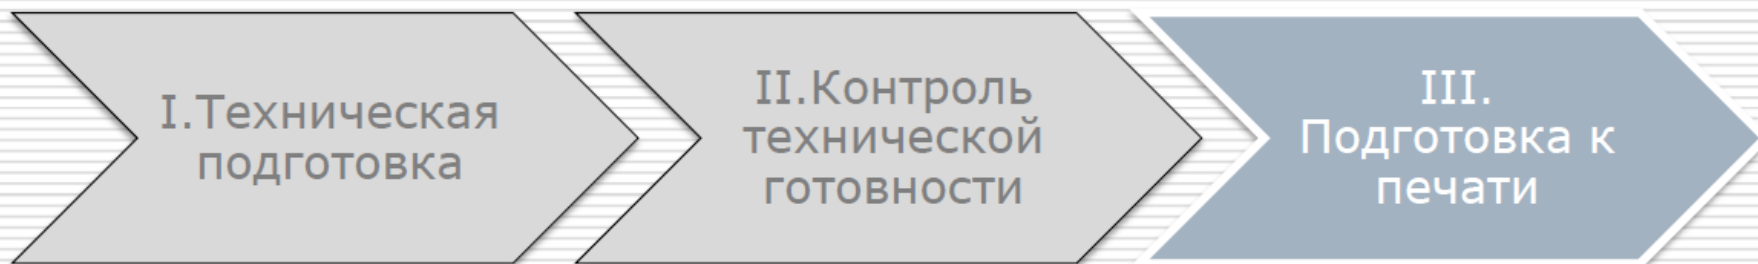 I.Техническая
подготовка
II.Контроль
технической
готовности
III.
Подготовка к
печати